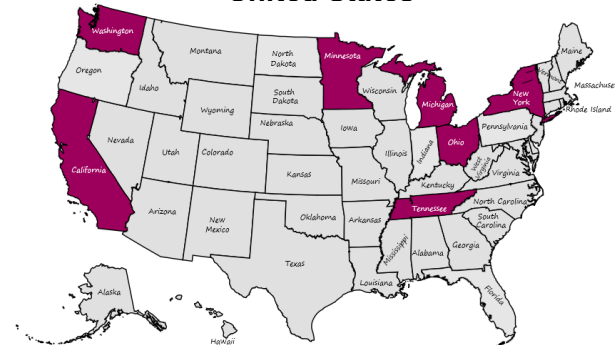 Washington
Montana
North
Dakota
Minnesota
Maine
Oregon
Idaho
South
Dakota
Wisconsin
Vermont
Massachuse
Wyoming
Michigan
New
York
Rhode Island
Nebraska
Iowa
Pennsylvania
Nevada
Utah
Colorado
Illinois
Indiana
Ohio
California
Kansas
Missouri
West
Virginia
Virginia
Kentucky
Arizona
New
Mexico
Oklahoma
Arkansas
Tennessee
North Carolina
South
Carolina
Texas
Louisiana
Mississippi
Alabama
Georgia
Florida
Alaska
HaWaii